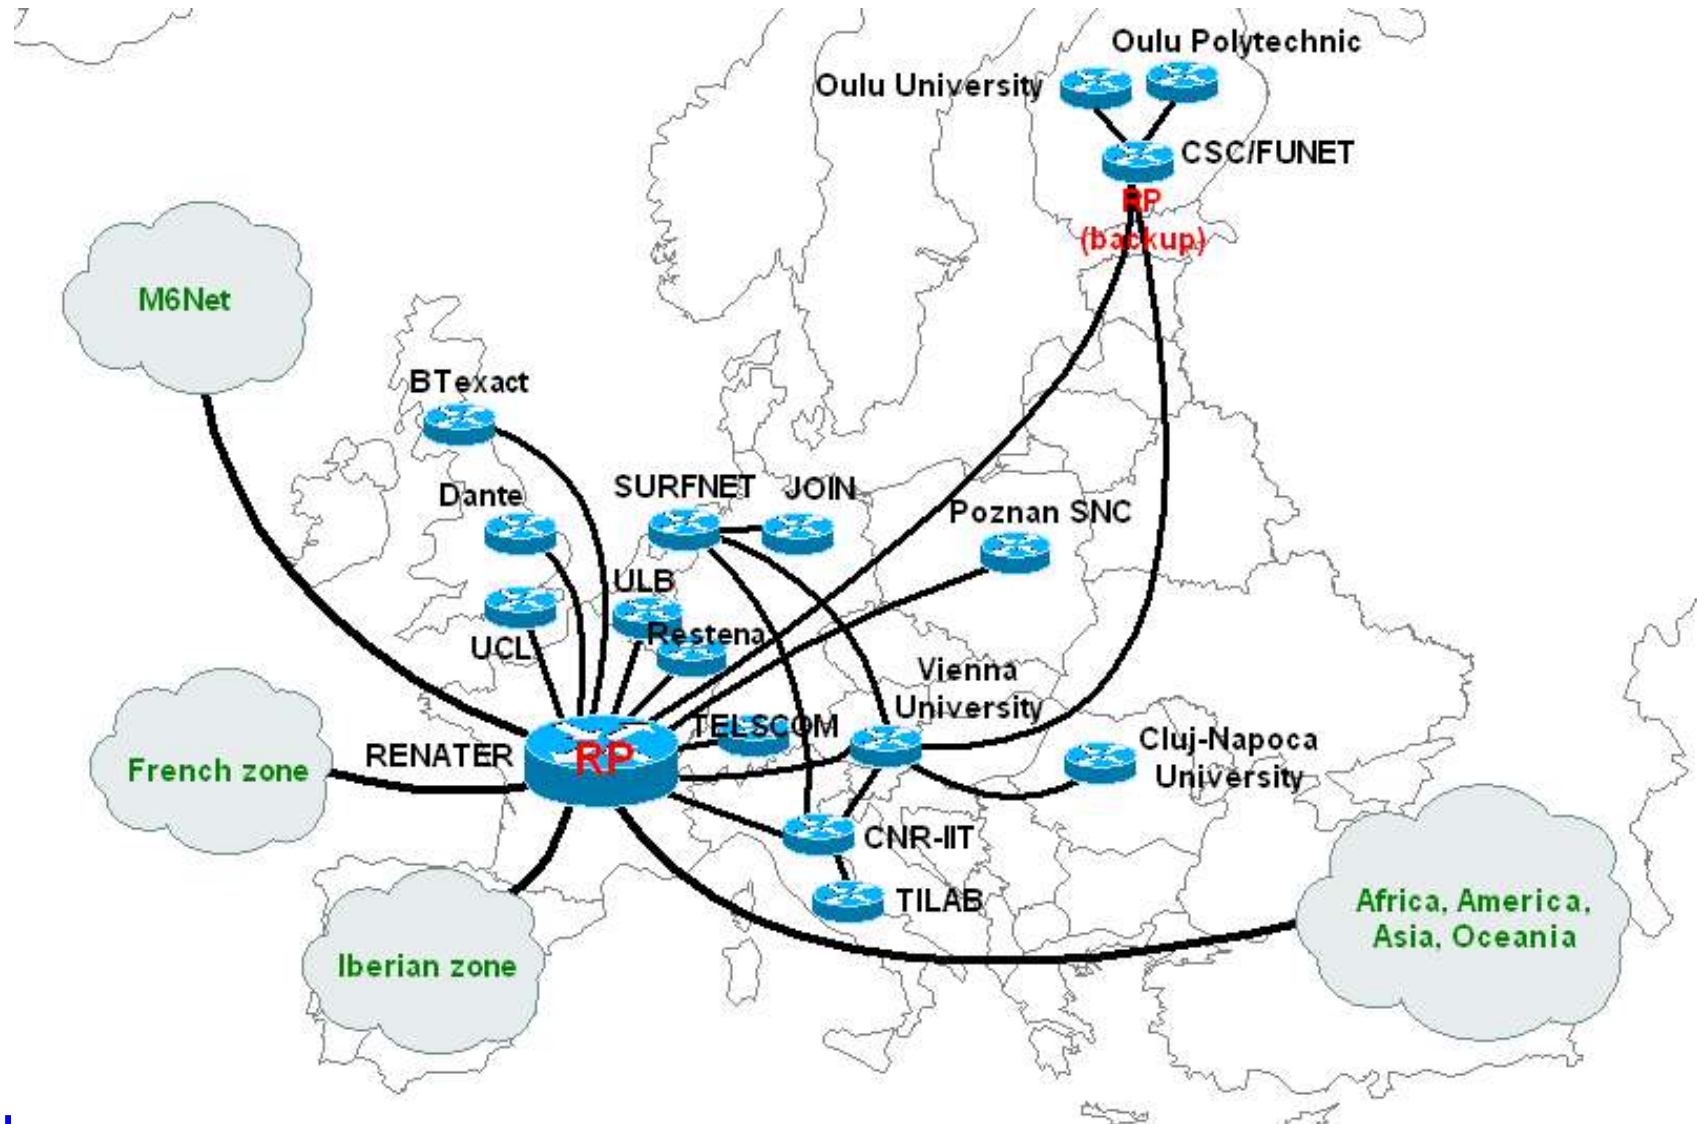 Oulu Polytechnic
Oulu University
CSC/FUNET
RP
(backup)
M6Net
BTexact
SURFNET
JOIN
Dante
Poznan SNC
ULB
Restena
UCL
Vienna
University
TELSCOM
RENATER
RP
Cluj-Napoca
University
French zone
CNR-IIT
TILAB
Africa, America,
Asia, Oceania
Iberian zone